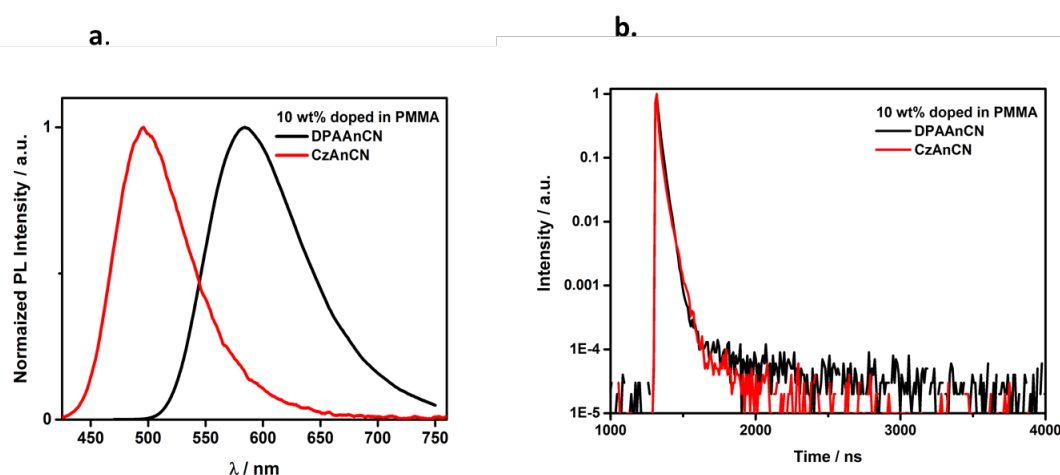 a.
10 wt% doped in PMMA
DPAAnCN
CzAnCN
Normaized PL Intensity / a.u.
1
0
450 500 550 600 650 700 750
λ / nm
b.
10 wt% doped in PMMA
DPAAnCN
CzAnCN
Intensity / a.u.
1
0.1
0.01
0.001
1E-4
1E-5
1000 2000 3000 4000
Time / ns